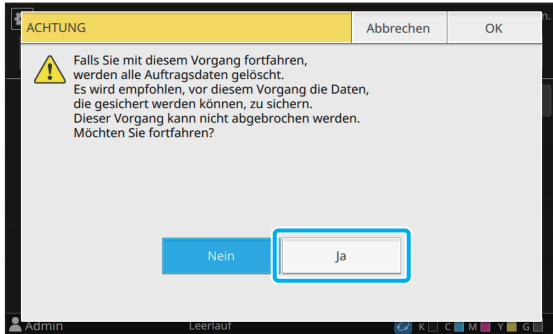 n.
ACHTUNG
Abbrechen
OK
Falls Sie mit diesem Vorgang fortfahren,
werden alle Auftragsdaten gelöscht.
Es wird empfohlen, vor diesem Vorgang die Daten,
die gesichert werden können, zu sichern.
Dieser Vorgang kann nicht abgebrochen werden.
Möchten Sie fortfahren?
Nein
Ja
Admin
Leerlauf
K C M Y G